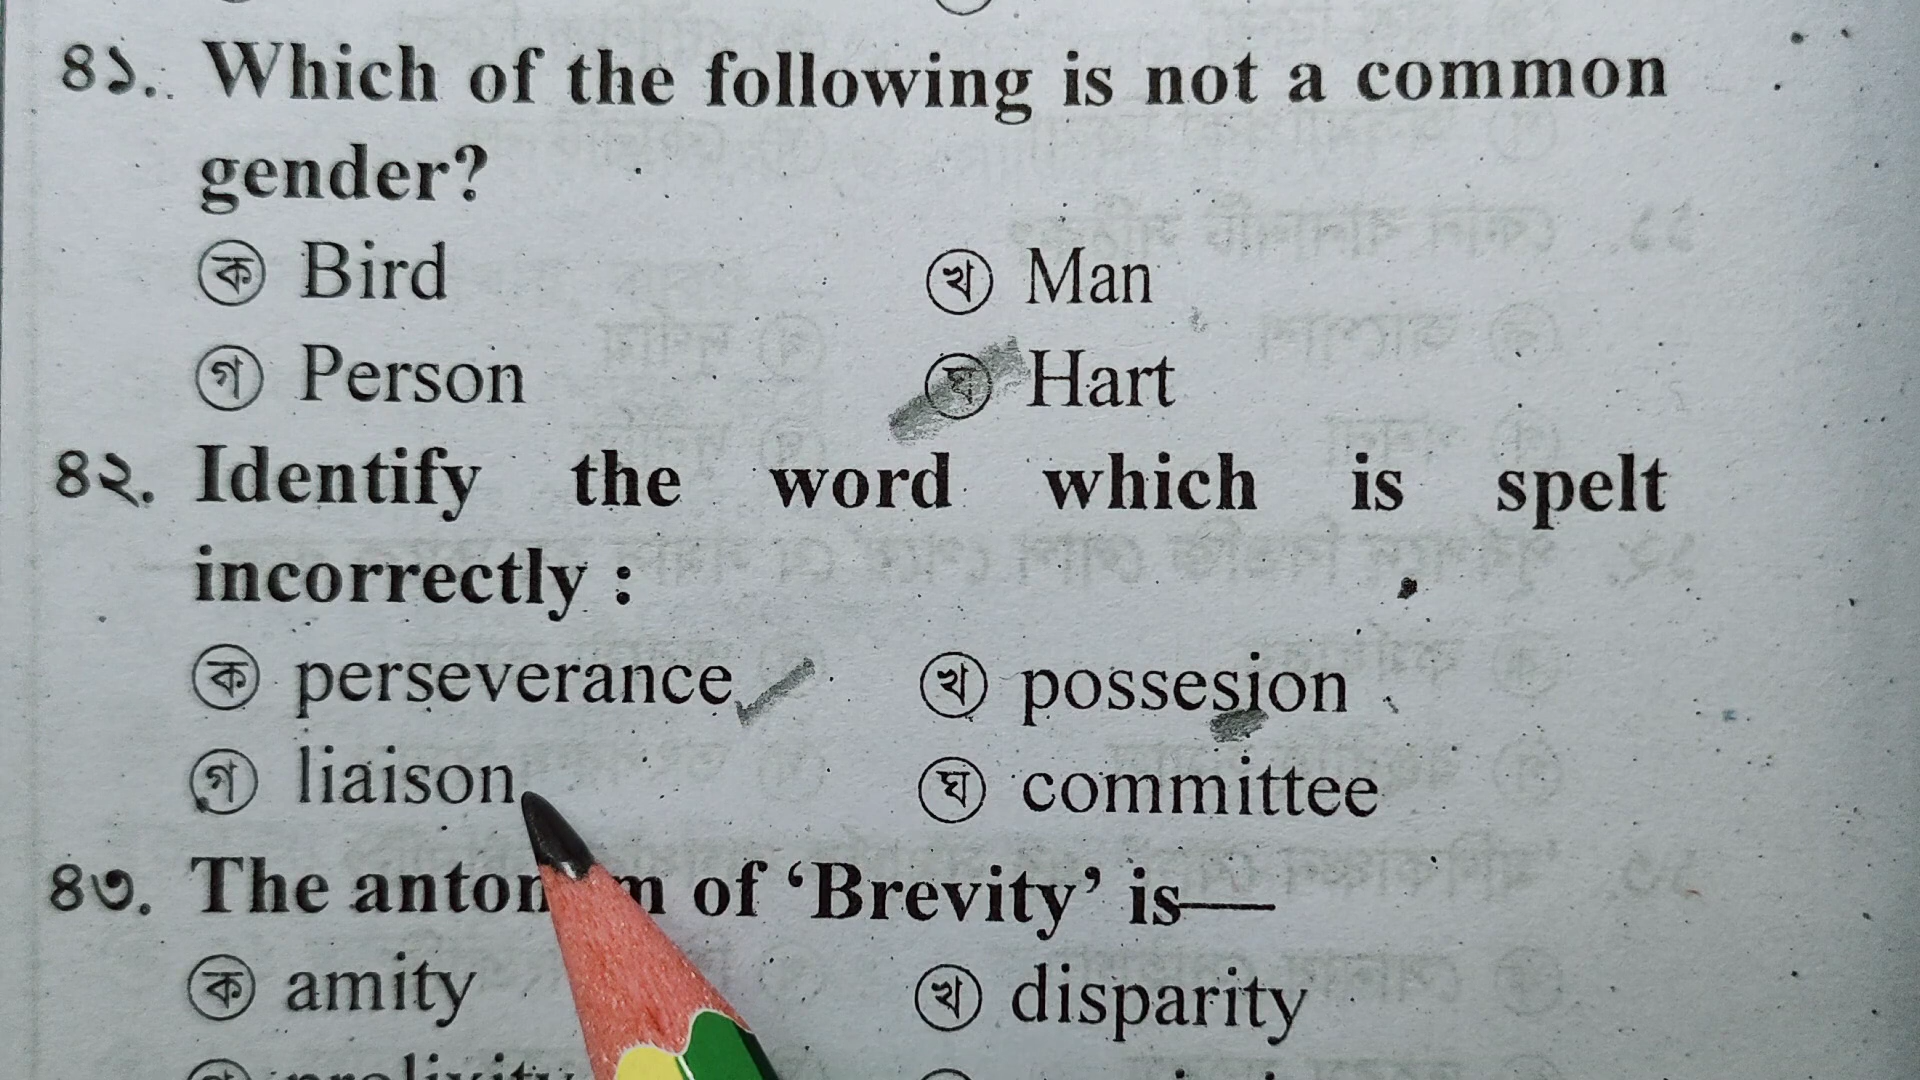 ৪১. Which of the following is not a common
gender?
ক Bird খ Man
গ Person ঘ Hart
৪২. Identify the word which is spelt
incorrectly :
ক perseverance খ possesion
গ liaison ঘ committee
৪৩. The of ‘Brevity’ is—
ক amity খ disparity